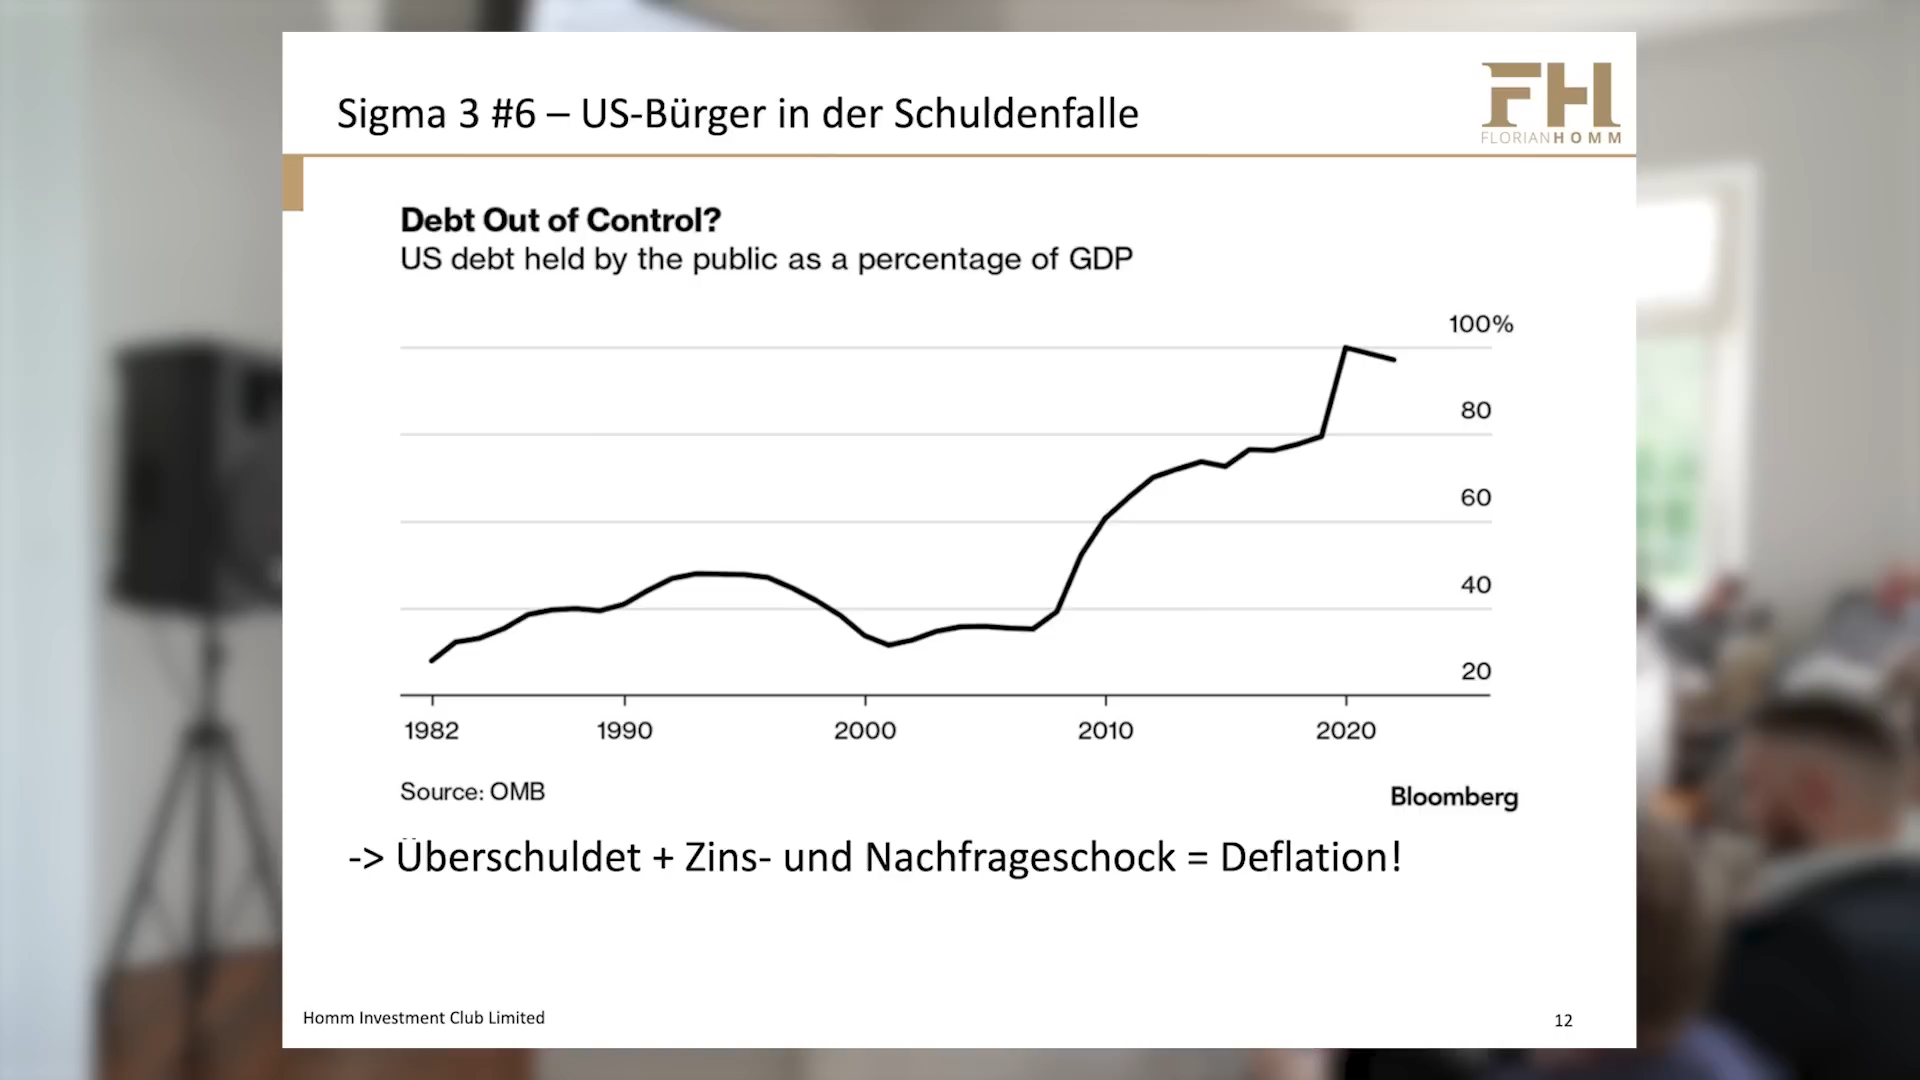 Sigma 3 #6 – US-Bürger in der Schuldenfalle
FH
FLORIANHOMM
Debt Out of Control?
US debt held by the public as a percentage of GDP
100%
80
60
40
20
1982 1990 2000 2010 2020
Source: OMB
Bloomberg
-> Überschuldet + Zins- und Nachfrageschock = Deflation!
Homm Investment Club Limited
12